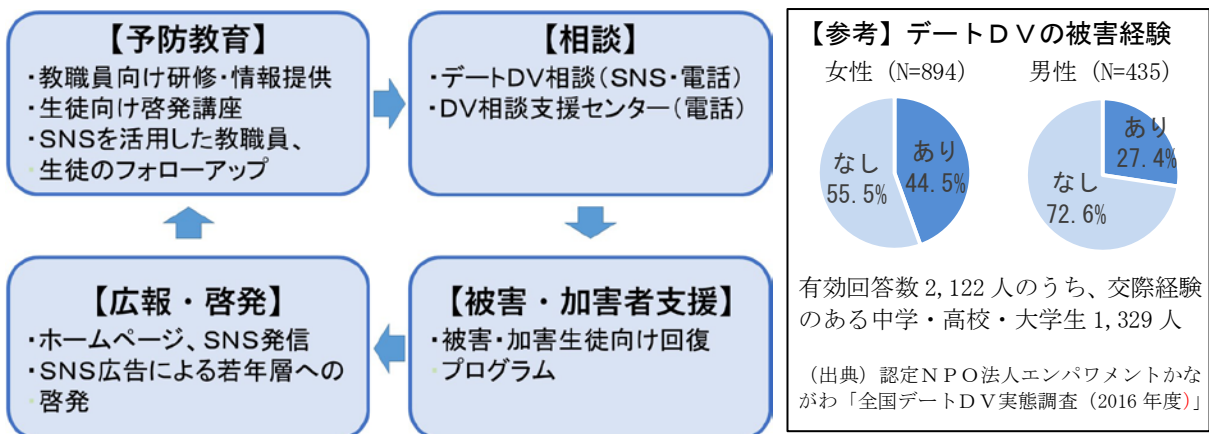 【予防教育】
・教職員向け研修・情報提供
・生徒向け啓発講座
・SNSを活用した教職員、
生徒のフォローアップ
【相談】
・デートDV相談(SNS・電話)
・DV相談支援センター(電話)
【広報・啓発】
・ホームページ、SNS発信
・SNS広告による若年層への
啓発
【被害・加害者支援】
・被害・加害生徒向け回復
プログラム
【参考】デートＤＶの被害経験
女性 (N=894)
男性 (N=435)
なし
55.5%
あり
44.5%
あり
27.4%
なし
72.6%
有効回答数 2,122 人のうち、交際経験
のある中学・高校・大学生 1,329 人
（出典）認定ＮＰＯ法人エンパワメントかな
がわ「全国デートＤＶ実態調査（2016 年度）」